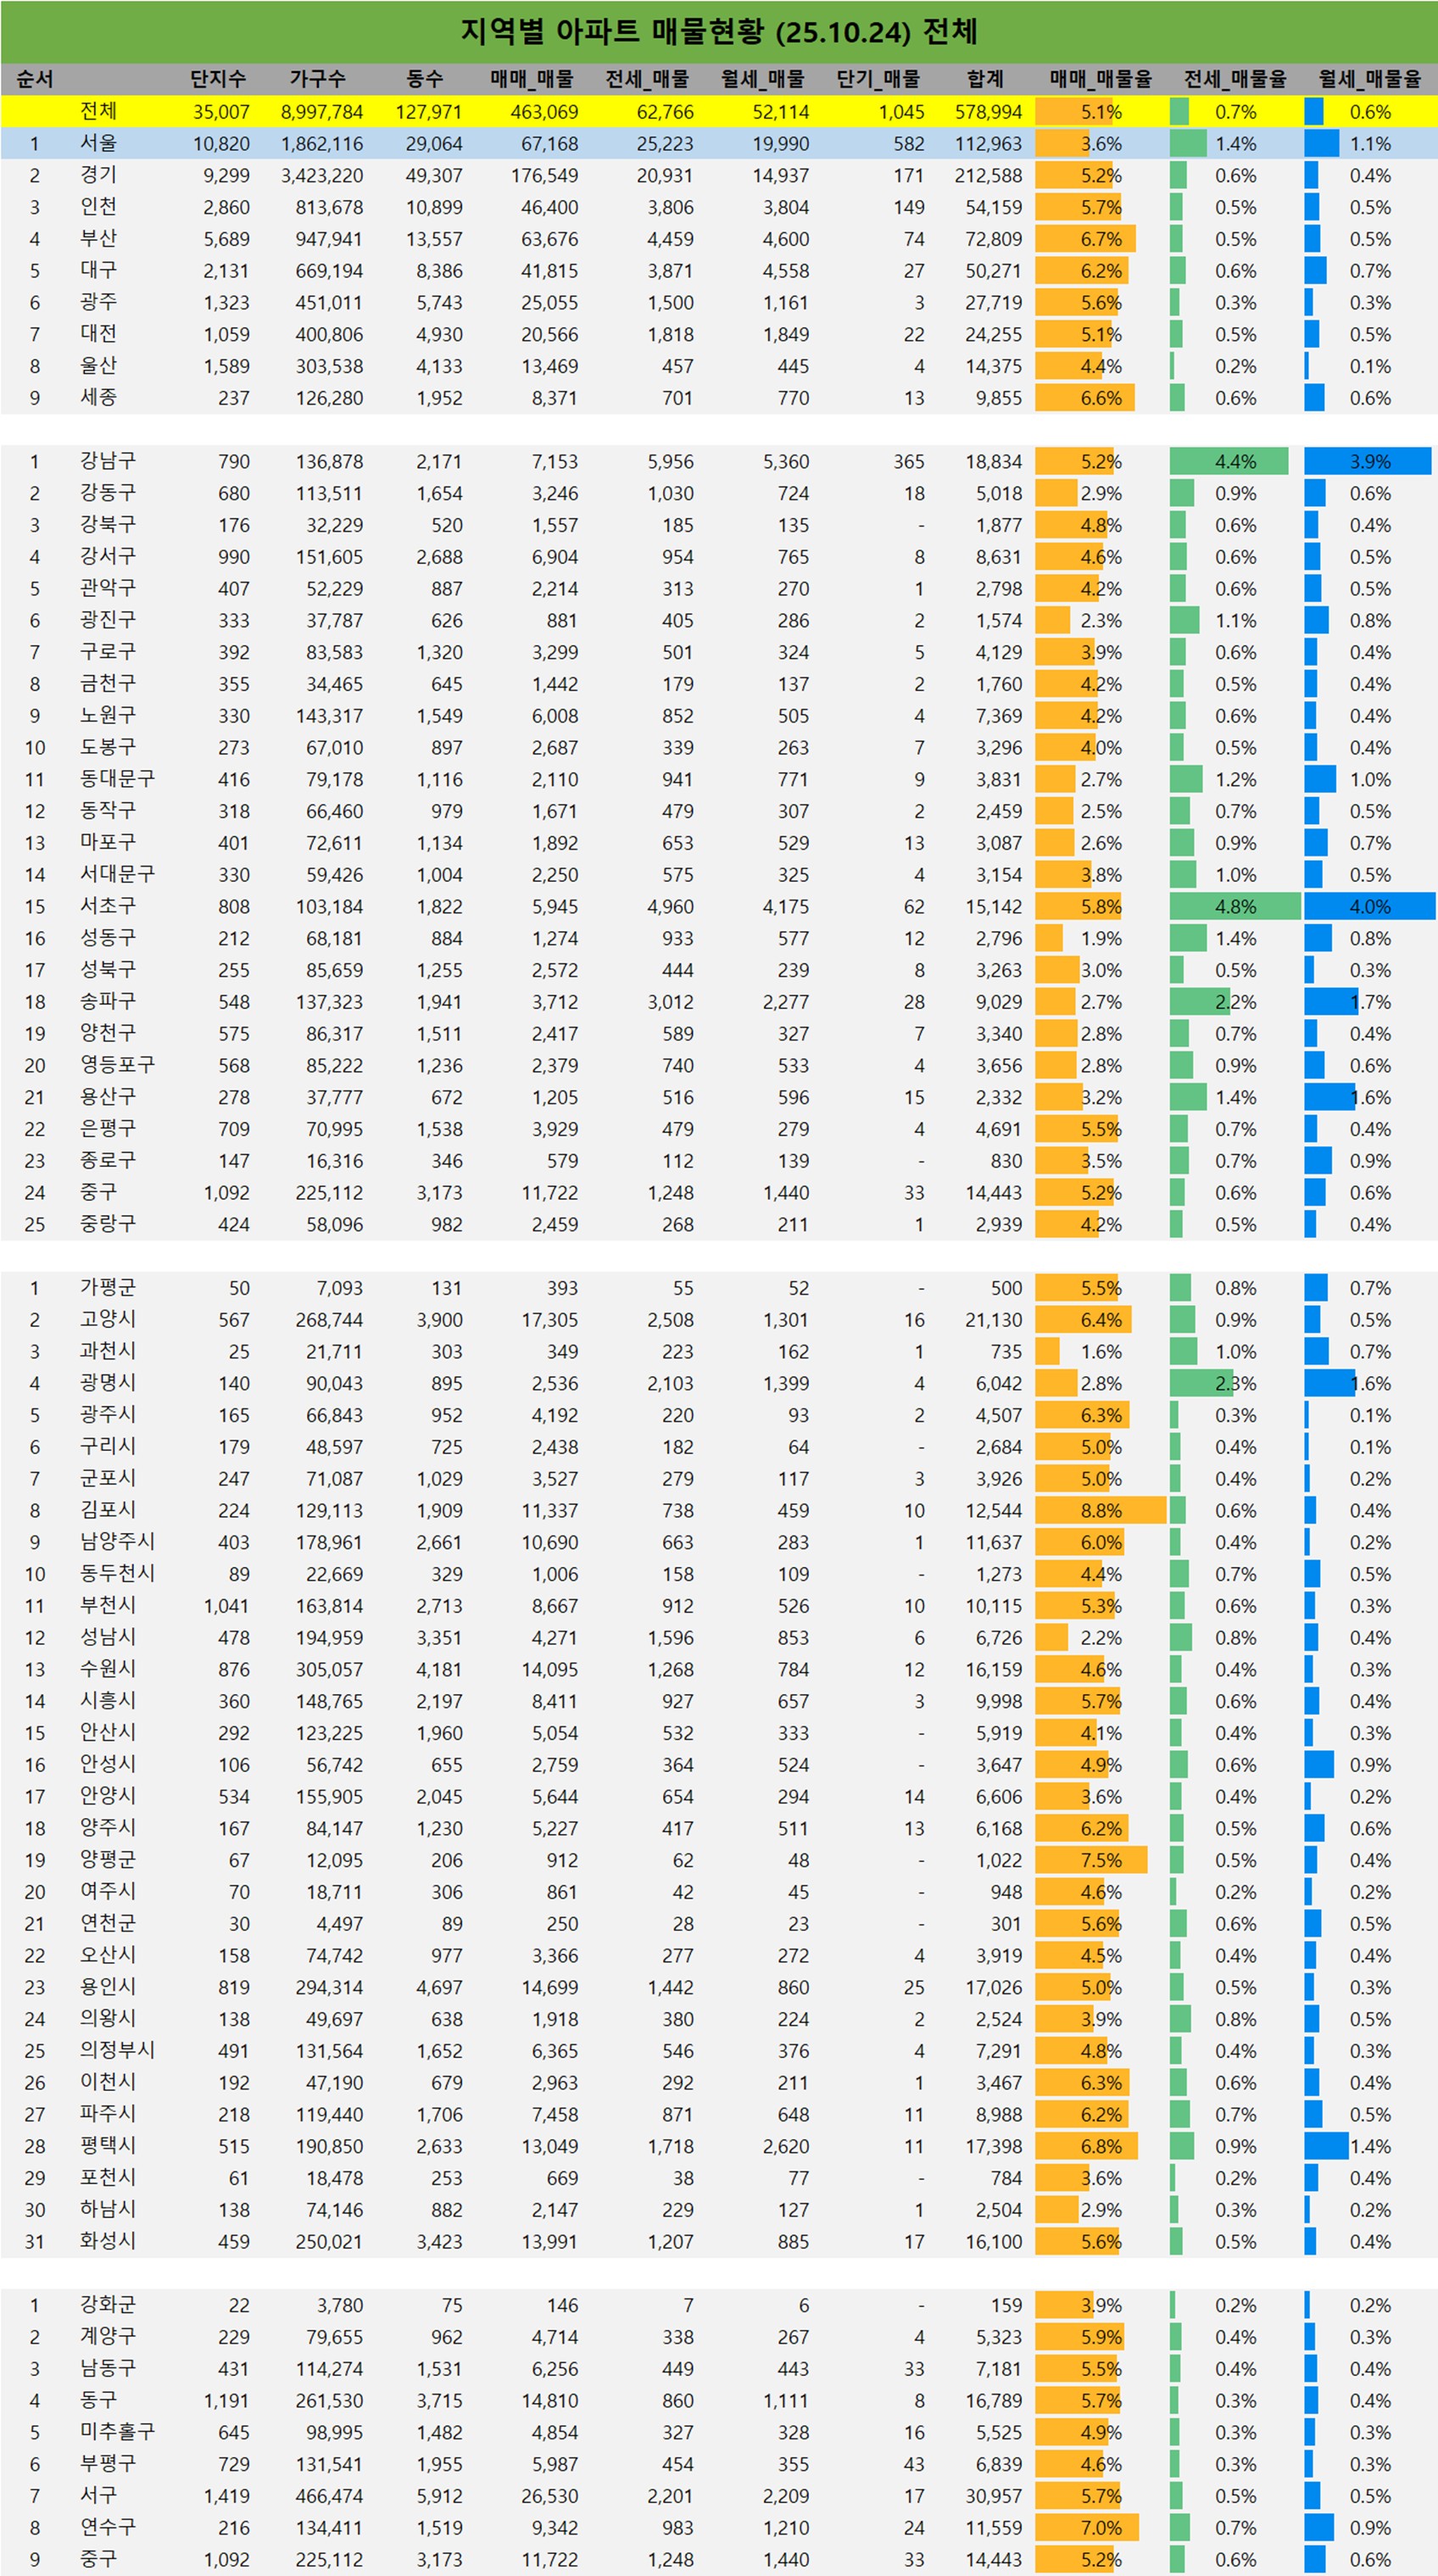 지역별 아파트 매물현황 (25.10.24) 전체
순서 단지수 가구수 동수 매매_매물 전세_매물 월세_매물 단기_매물 합계 매매_매물율 전세_매물율 월세_매물율
전체 35,007 8,997,784 127,971 463,069 62,766 52,114 1,045 578,994 5.1% 0.7% 0.6%
1 서울 10,820 1,862,116 29,064 67,168 25,223 19,990 582 112,963 3.6% 1.4% 1.1%
2 경기 9,299 3,423,220 49,307 176,549 20,931 14,937 171 212,588 5.2% 0.6% 0.4%
3 인천 2,860 813,678 10,899 46,400 3,806 3,804 149 54,159 5.7% 0.5% 0.5%
4 부산 5,689 947,941 13,557 63,676 4,459 4,600 74 72,809 6.7% 0.5% 0.5%
5 대구 2,131 669,194 8,386 41,815 3,871 4,558 27 50,271 6.2% 0.6% 0.7%
6 광주 1,323 451,011 5,743 25,055 1,500 1,161 3 27,719 5.6% 0.3% 0.3%
7 대전 1,059 400,806 4,930 20,566 1,818 1,849 22 24,255 5.1% 0.5% 0.5%
8 울산 1,589 303,538 4,133 13,469 457 445 4 14,375 4.4% 0.2% 0.1%
9 세종 237 126,280 1,952 8,371 701 770 13 9,855 6.6% 0.6% 0.6%
1 강남구 790 136,878 2,171 7,153 5,956 5,360 365 18,834 5.2% 4.4% 3.9%
2 강동구 680 113,511 1,654 3,246 1,030 724 18 5,018 2.9% 0.9% 0.6%
3 강북구 176 32,229 520 1,557 185 135 - 1,877 4.8% 0.6% 0.4%
4 강서구 990 151,605 2,688 6,904 954 765 8 8,631 4.6% 0.6% 0.5%
5 관악구 407 52,229 887 2,214 313 270 1 2,798 4.2% 0.6% 0.5%
6 광진구 333 37,787 626 881 405 286 2 1,574 2.3% 1.1% 0.8%
7 구로구 392 83,583 1,320 3,299 501 324 5 4,129 3.9% 0.6% 0.4%
8 금천구 355 34,465 645 1,442 179 137 2 1,760 4.2% 0.5% 0.4%
9 노원구 330 143,317 1,549 6,008 852 505 4 7,369 4.2% 0.6% 0.4%
10 도봉구 273 67,010 897 2,687 339 263 7 3,296 4.0% 0.5% 0.4%
11 동대문구 416 79,178 1,116 2,110 941 771 9 3,831 2.7% 1.2% 1.0%
12 동작구 318 66,460 979 1,671 479 307 2 2,459 2.5% 0.7% 0.5%
13 마포구 401 72,611 1,134 1,892 653 529 13 3,087 2.6% 0.9% 0.7%
14 서대문구 330 59,426 1,004 2,250 575 325 4 3,154 3.8% 1.0% 0.5%
15 서초구 808 103,184 1,822 5,945 4,960 4,175 62 15,142 5.8% 4.8% 4.0%
16 성동구 212 68,181 884 1,274 933 577 12 2,796 1.9% 1.4% 0.8%
17 성북구 255 85,659 1,255 2,572 444 239 8 3,263 3.0% 0.5% 0.3%
18 송파구 548 137,323 1,941 3,712 3,012 2,277 28 9,029 2.7% 2.2% 1.7%
19 양천구 575 86,317 1,511 2,417 589 327 7 3,340 2.8% 0.7% 0.4%
20 영등포구 568 85,222 1,236 2,379 740 533 4 3,656 2.8% 0.9% 0.6%
21 용산구 278 37,777 672 1,205 516 596 15 2,332 3.2% 1.4% 1.6%
22 은평구 709 70,995 1,538 3,929 479 279 4 4,691 5.5% 0.7% 0.4%
23 종로구 147 16,316 346 579 112 139 - 830 3.5% 0.7% 0.9%
24 중구 1,092 225,112 3,173 11,722 1,248 1,440 33 14,443 5.2% 0.6% 0.6%
25 중랑구 424 58,096 982 2,459 268 211 1 2,939 4.2% 0.5% 0.4%
1 가평군 50 7,093 131 393 55 52 - 500 5.5% 0.8% 0.7%
2 고양시 567 268,744 3,900 17,305 2,508 1,301 16 21,130 6.4% 0.9% 0.5%
3 과천시 25 21,711 303 349 223 162 1 735 1.6% 1.0% 0.7%
4 광명시 140 90,043 895 2,536 2,103 1,399 4 6,042 2.8% 2.3% 1.6%
5 광주시 165 66,843 952 4,192 220 93 2 4,507 6.3% 0.3% 0.1%
6 구리시 179 48,597 725 2,438 182 64 - 2,684 5.0% 0.4% 0.1%
7 군포시 247 71,087 1,029 3,527 279 117 3 3,926 5.0% 0.4% 0.2%
8 김포시 224 129,113 1,909 11,337 738 459 10 12,544 8.8% 0.6% 0.4%
9 남양주시 403 178,961 2,661 10,690 663 283 1 11,637 6.0% 0.4% 0.2%
10 동두천시 89 22,669 329 1,006 158 109 - 1,273 4.4% 0.7% 0.5%
11 부천시 1,041 163,814 2,713 8,667 912 526 10 10,115 5.3% 0.6% 0.3%
12 성남시 478 194,959 3,351 4,271 1,596 853 6 6,726 2.2% 0.8% 0.4%
13 수원시 876 305,057 4,181 14,095 1,268 784 12 16,159 4.6% 0.4% 0.3%
14 시흥시 360 148,765 2,197 8,411 927 657 3 9,998 5.7% 0.6% 0.4%
15 안산시 292 123,225 1,960 5,054 532 333 - 5,919 4.1% 0.4% 0.3%
16 안성시 106 56,742 655 2,759 364 524 - 3,647 4.9% 0.6% 0.9%
17 안양시 534 155,905 2,045 5,644 654 294 14 6,606 3.6% 0.4% 0.2%
18 양주시 167 84,147 1,230 5,227 417 511 13 6,168 6.2% 0.5% 0.6%
19 양평군 67 12,095 206 912 62 48 - 1,022 7.5% 0.5% 0.4%
20 여주시 70 18,711 306 861 42 45 - 948 4.6% 0.2% 0.2%
21 연천군 30 4,497 89 250 28 23 - 301 5.6% 0.6% 0.5%
22 오산시 158 74,742 977 3,366 277 272 4 3,919 4.5% 0.4% 0.4%
23 용인시 819 294,314 4,697 14,699 1,442 860 25 17,026 5.0% 0.5% 0.3%
24 의왕시 138 49,697 638 1,918 380 224 2 2,524 3.9% 0.8% 0.5%
25 의정부시 491 131,564 1,652 6,365 546 376 4 7,291 4.8% 0.4% 0.3%
26 이천시 192 47,190 679 2,963 292 211 1 3,467 6.3% 0.6% 0.4%
27 파주시 218 119,440 1,706 7,458 871 648 11 8,988 6.2% 0.7% 0.5%
28 평택시 515 190,850 2,633 13,049 1,718 2,620 11 17,398 6.8% 0.9% 1.4%
29 포천시 61 18,478 253 669 38 77 - 784 3.6% 0.2% 0.4%
30 하남시 138 74,146 882 2,147 229 127 1 2,504 2.9% 0.3% 0.2%
31 화성시 459 250,021 3,423 13,991 1,207 885 17 16,100 5.6% 0.5% 0.4%
1 강화군 22 3,780 75 146 7 6 - 159 3.9% 0.2% 0.2%
2 계양구 229 79,655 962 4,714 338 267 4 5,323 5.9% 0.4% 0.3%
3 남동구 431 114,274 1,531 6,256 449 443 33 7,181 5.5% 0.4% 0.4%
4 동구 1,191 261,530 3,715 14,810 860 1,111 8 16,789 5.7% 0.3% 0.4%
5 미추홀구 645 98,995 1,482 4,854 327 328 16 5,525 4.9% 0.3% 0.3%
6 부평구 729 131,541 1,955 5,987 454 355 43 6,839 4.6% 0.3% 0.3%
7 서구 1,419 466,474 5,912 26,530 2,201 2,209 17 30,957 5.7% 0.5% 0.5%
8 연수구 216 134,411 1,519 9,342 983 1,210 24 11,559 7.0% 0.7% 0.9%
9 중구 1,092 225,112 3,173 11,722 1,248 1,440 33 14,443 5.2% 0.6% 0.6%